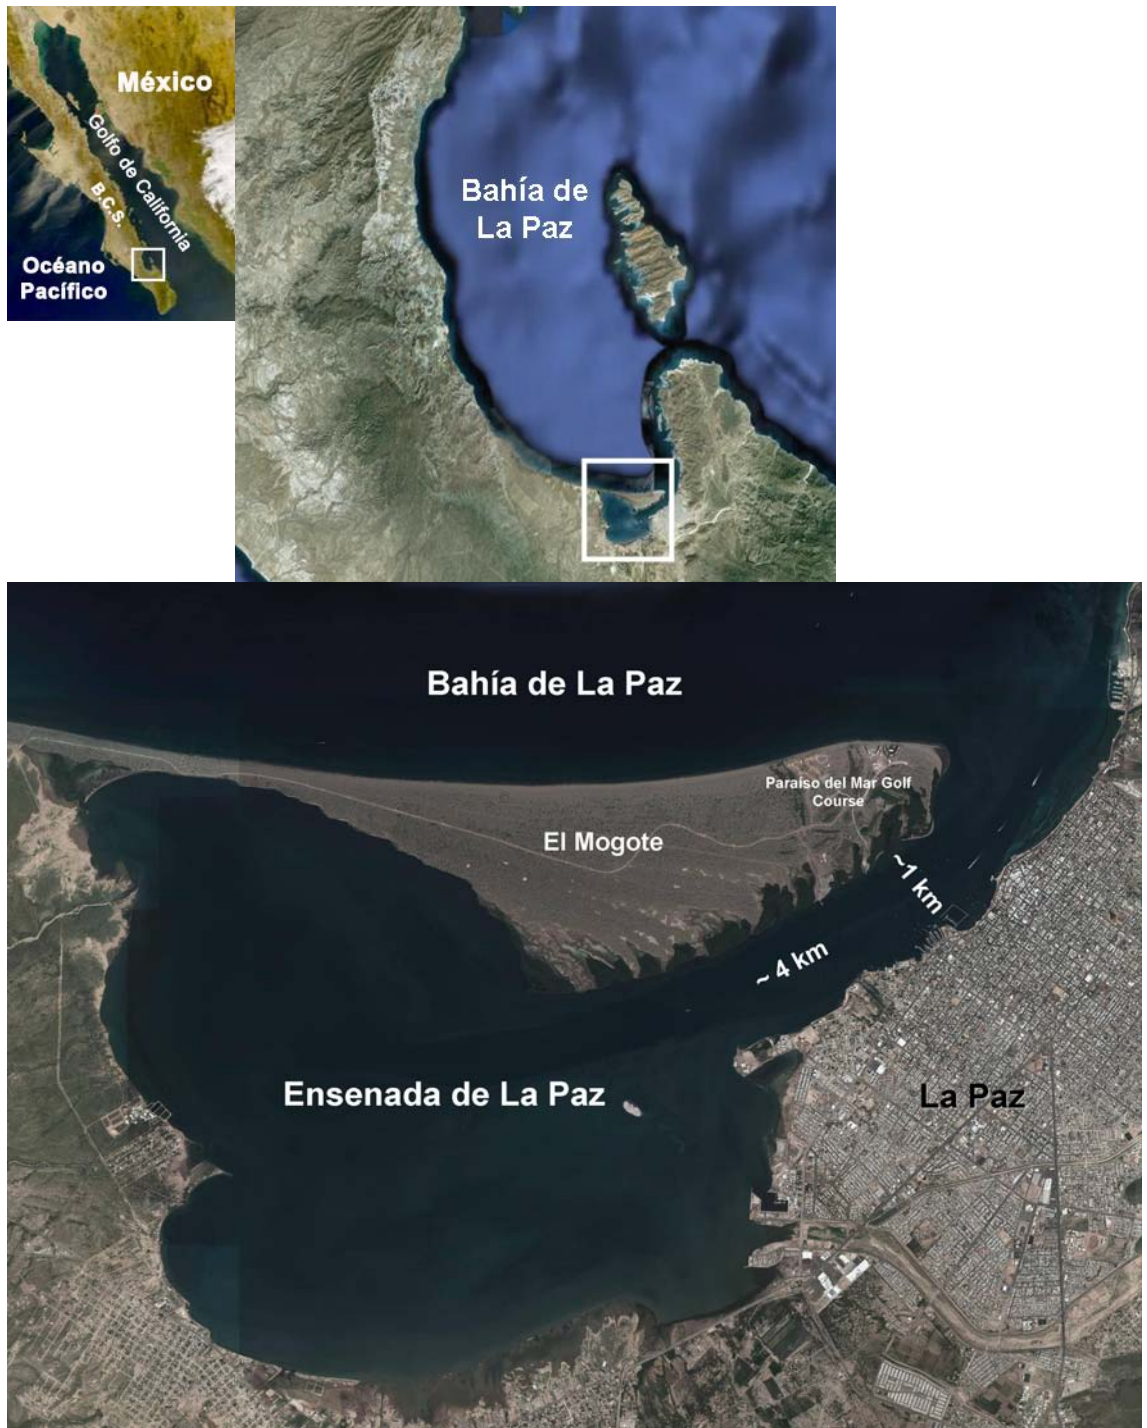 México
Golfo de California
B.C.S.
Océano
Pacífico
Bahía de
La Paz
Bahía de La Paz
Paraiso del Mar Golf
Course
El Mogote
~1 km
~ 4 km
Ensenada de La Paz
La Paz